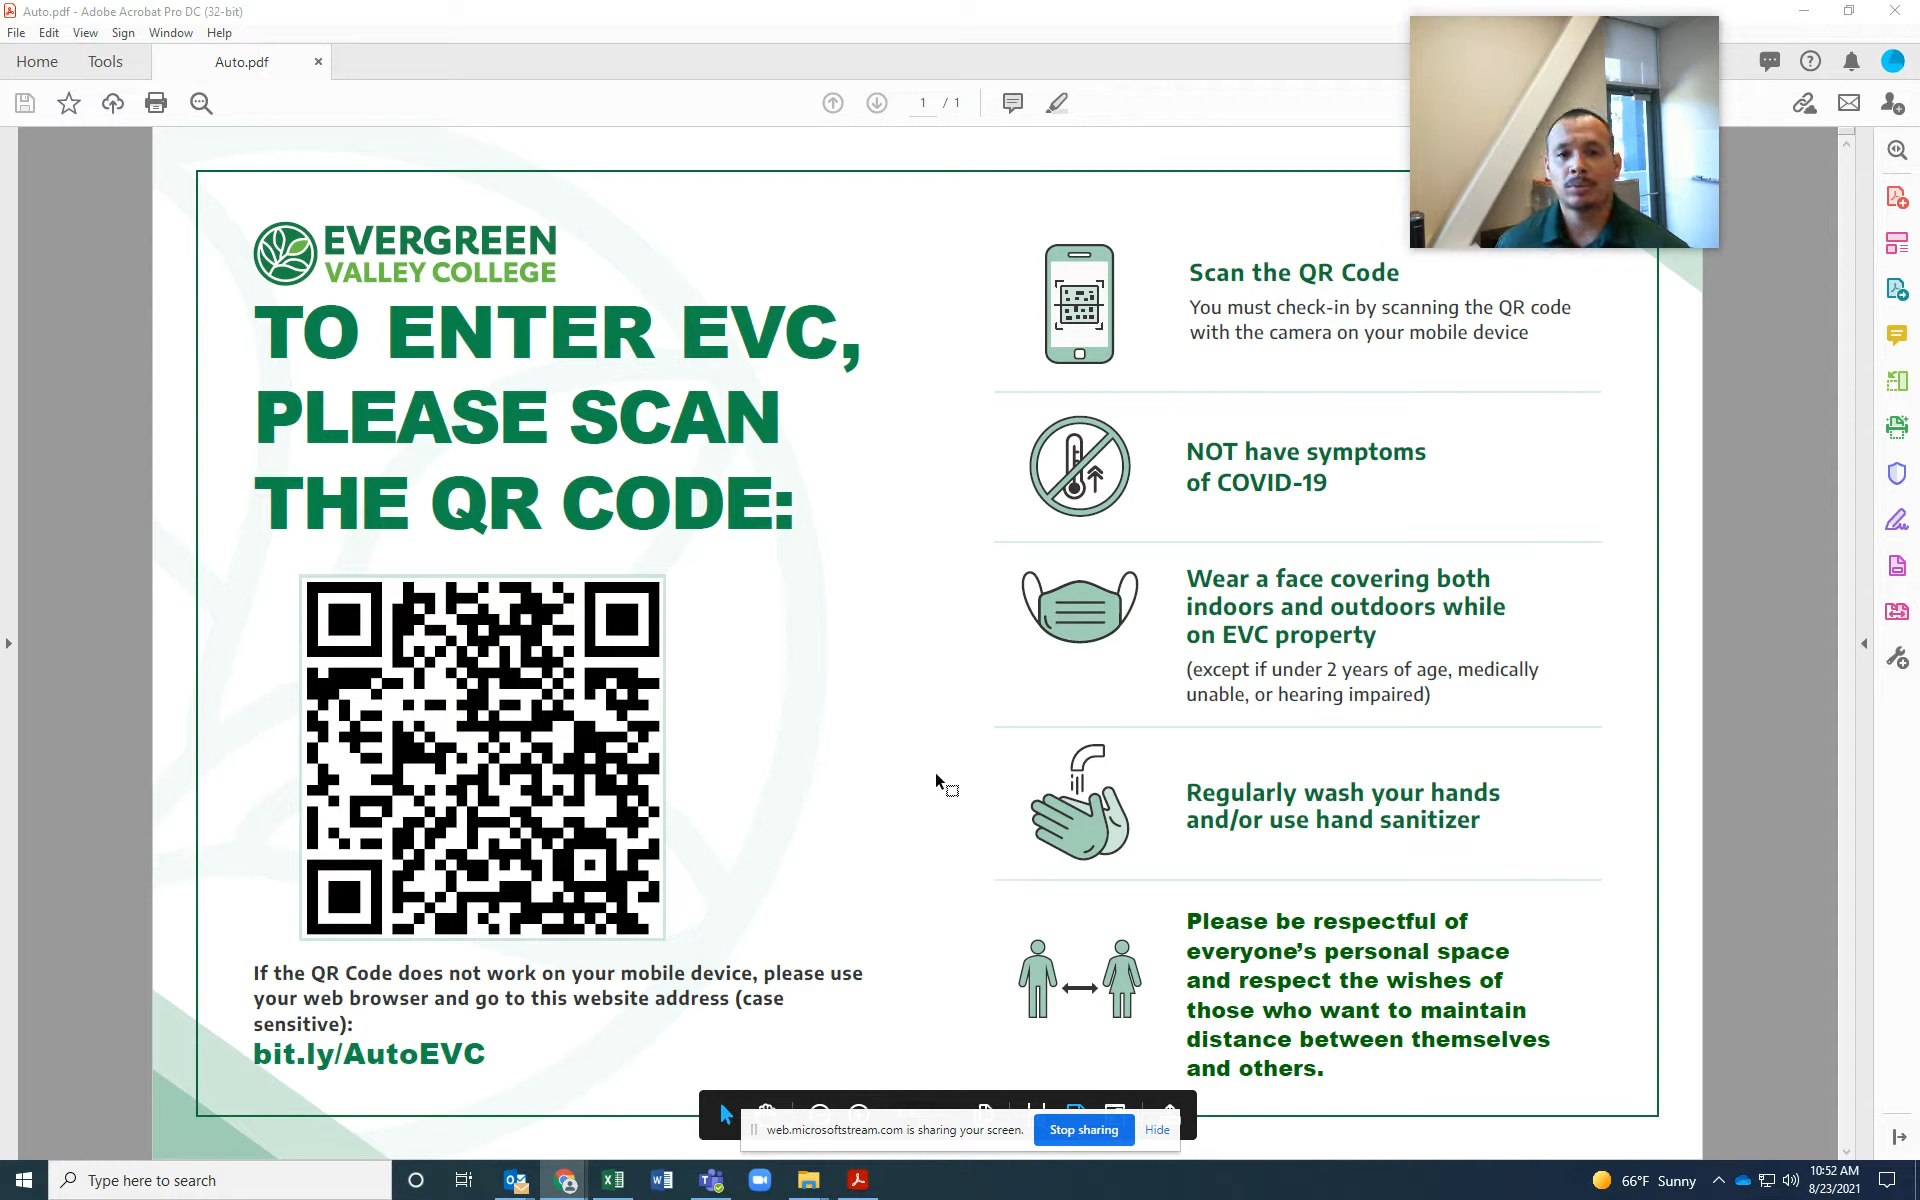 Auto.pdf - Adobe Acrobat Pro DC (32-bit)
File Edit View Sign Window Help
Home Tools Auto.pdf ×
1 / 1
EVERGREEN
VALLEY COLLEGE
TO ENTER EVC,
PLEASE SCAN
THE QR CODE:
If the QR Code does not work on your mobile device, please use
your web browser and go to this website address (case
sensitive):
bit.ly/AutoEVC
Scan the QR Code
You must check-in by scanning the QR code
with the camera on your mobile device
NOT have symptoms
of COVID-19
Wear a face covering both
indoors and outdoors while
on EVC property
(except if under 2 years of age, medically
unable, or hearing impaired)
Regularly wash your hands
and/or use hand sanitizer
Please be respectful of
everyone's personal space
and respect the wishes of
those who want to maintain
distance between themselves
and others.
web.microsoftstream.com is sharing your screen. Stop sharing Hide
Type here to search
66°F Sunny
10:52 AM
8/23/2021